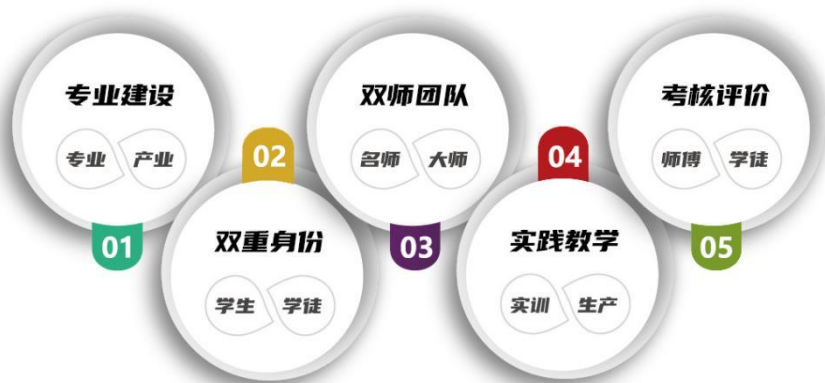 专业建设
专业 产业
01
02
双重身份
学生 学徒
双师团队
名师 大师
03
04
实践教学
实训 生产
考核评价
师傅 学徒
05